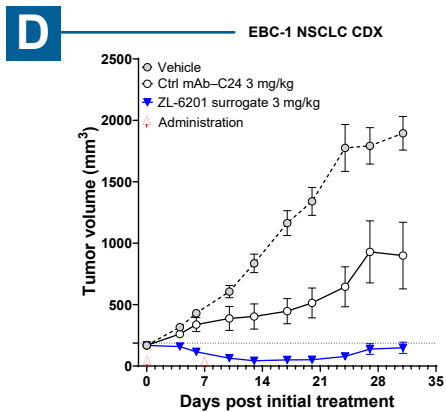 D
EBC-1 NSCLC CDX
2500
2000
1500
1000
500
0
Tumor volume (mm³)
Vehicle
Ctrl mAb–C24 3 mg/kg
ZL-6201 surrogate 3 mg/kg
Administration
0 7 14 21 28 35
Days post initial treatment